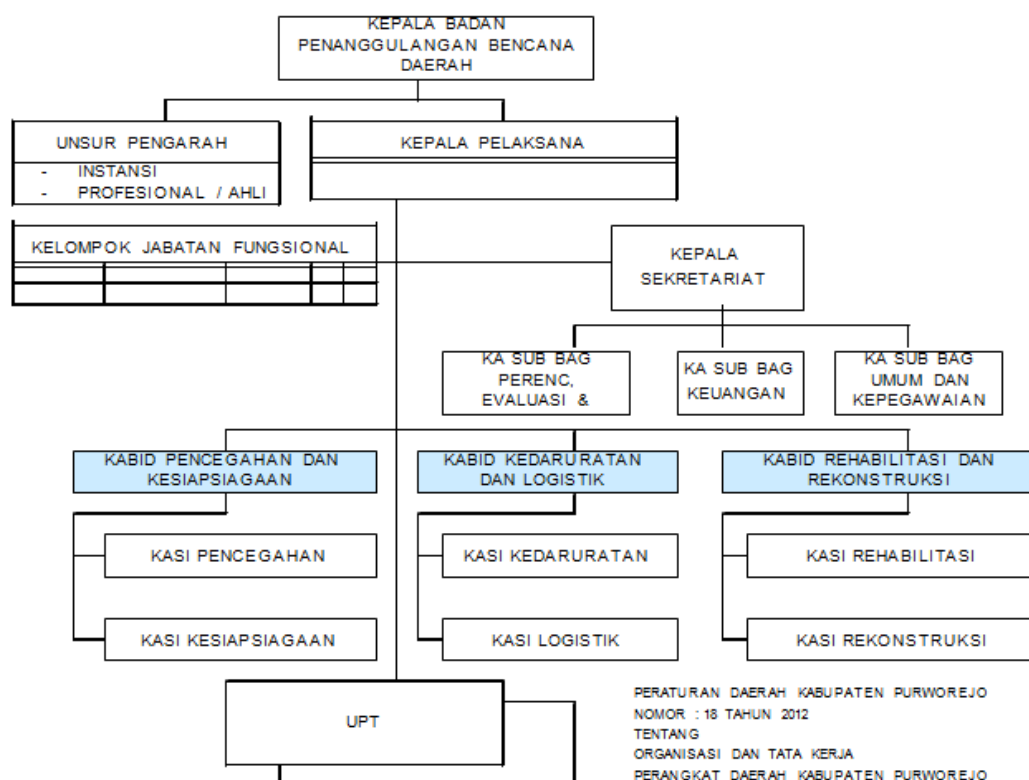 KEPALA BADAN
PENANGGULANGAN BENCANA
DAERAH
UNSUR PENGARAH
- INSTANSI
- PROFESIONAL / AHLI
KEPALA PELAKSANA
KELOMPOK JABATAN FUNGSIONAL
KEPALA
SEKRETARIAT
KA SUB BAG
PERENC,
EVALUASI &
KA SUB BAG
KEUANGAN
KA SUB BAG
UMUM DAN
KEPEGAWAIAN
KABID PENCEGAHAN DAN
KESIAPSIAGAAN
KABID KEDARURATAN
DAN LOGISTIK
KABID REHABILITASI DAN
REKONSTRUKSI
KASI PENCEGAHAN
KASI KEDARURATAN
KASI REHABILITASI
KASI KESIAPSIAGAAN
KASI LOGISTIK
KASI REKONSTRUKSI
UPT
PERATURAN DAERAH KABUPATEN PURWOREJO
NOMOR : 18 TAHUN 2012
TENTANG
ORGANISASI DAN TATA KERJA
PERANGKAT DAERAH KABUPATEN PURWOREJO